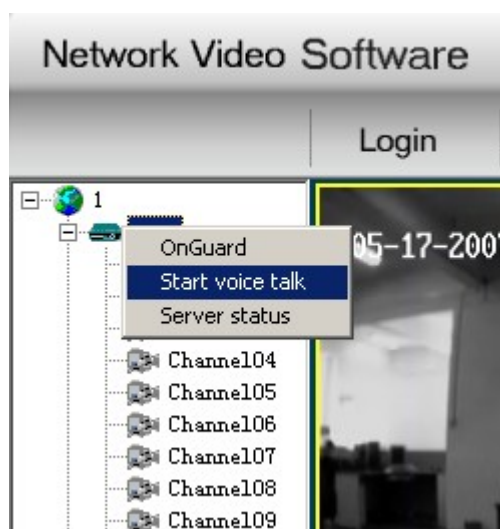 Network Video Software
Login
1
OnGuard
05-17-2007
Start voice talk
Server status
Channel04
Channel05
Channel06
Channel07
Channel08
Channel09